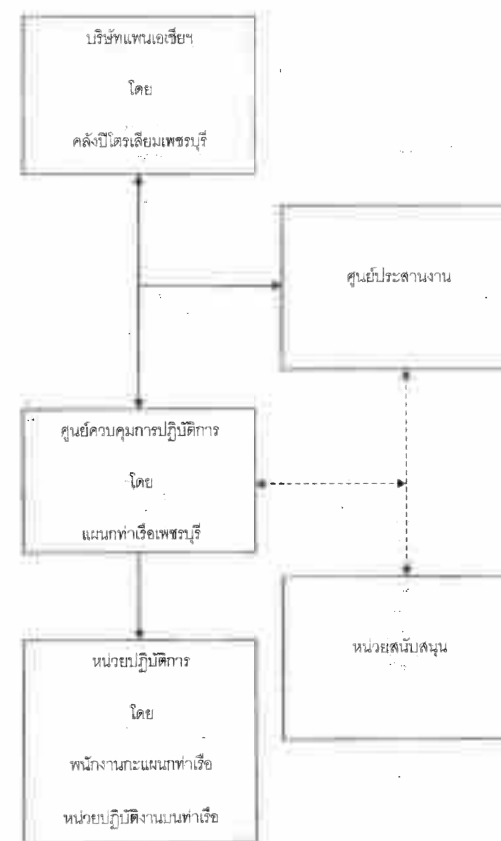 บริษัทแพนเอเซียฯ
โดย
คลังปิโตรเลียมเพชรบุรี
ศูนย์ประสานงาน
ศูนย์ควบคุมการปฏิบัติการ
โดย
แผนกท่าเรือเพชรบุรี
หน่วยสนับสนุน
หน่วยปฏิบัติการ
โดย
พนักงานกะแผนกท่าเรือ
หน่วยปฏิบัติงานบนท่าเรือ